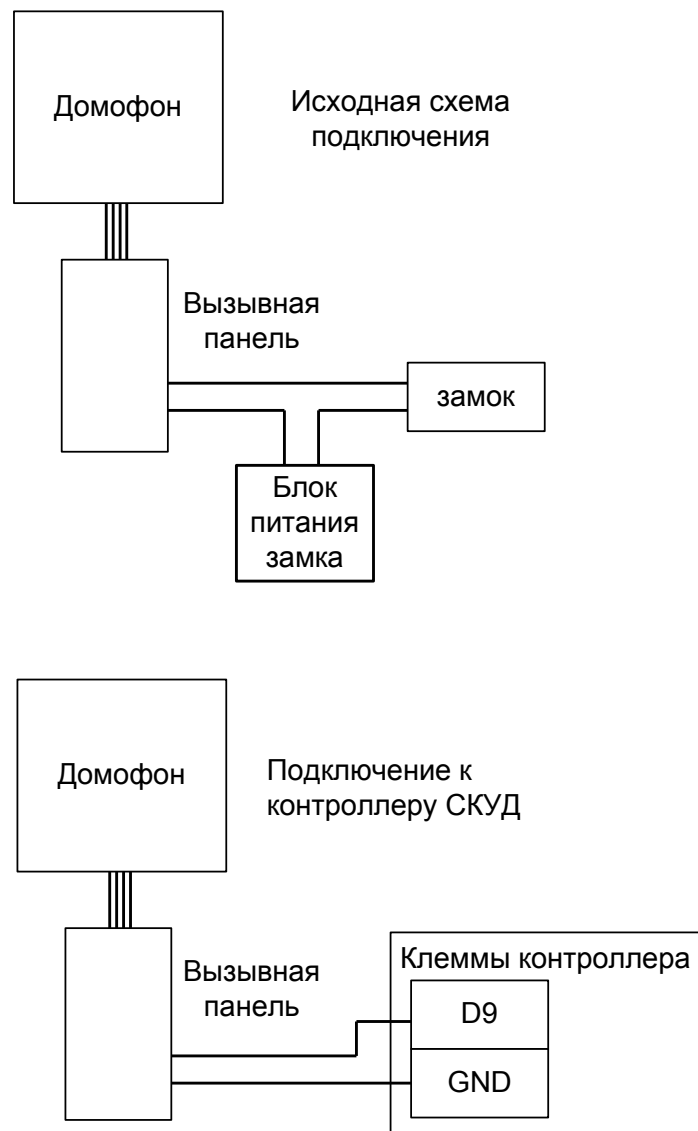 Домофон
Исходная схема
подключения
Вызывная
панель
замок
Блок
питания
замка
Домофон
Подключение к
контроллеру СКУД
Вызывная
панель
Клеммы контроллера
D9
GND